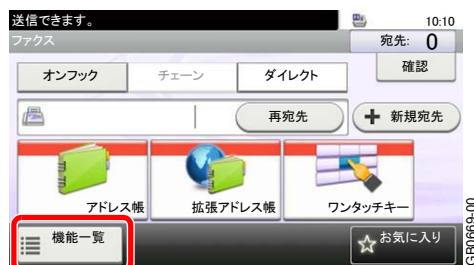 送信できます。 10:10
ファクス 宛先: 0
オンフック チェーン ダイレクト 確認
再宛先 新規宛先
アドレス帳 拡張アドレス帳 ワンタッチキー
機能一覧 お気に入り
GB0669-00